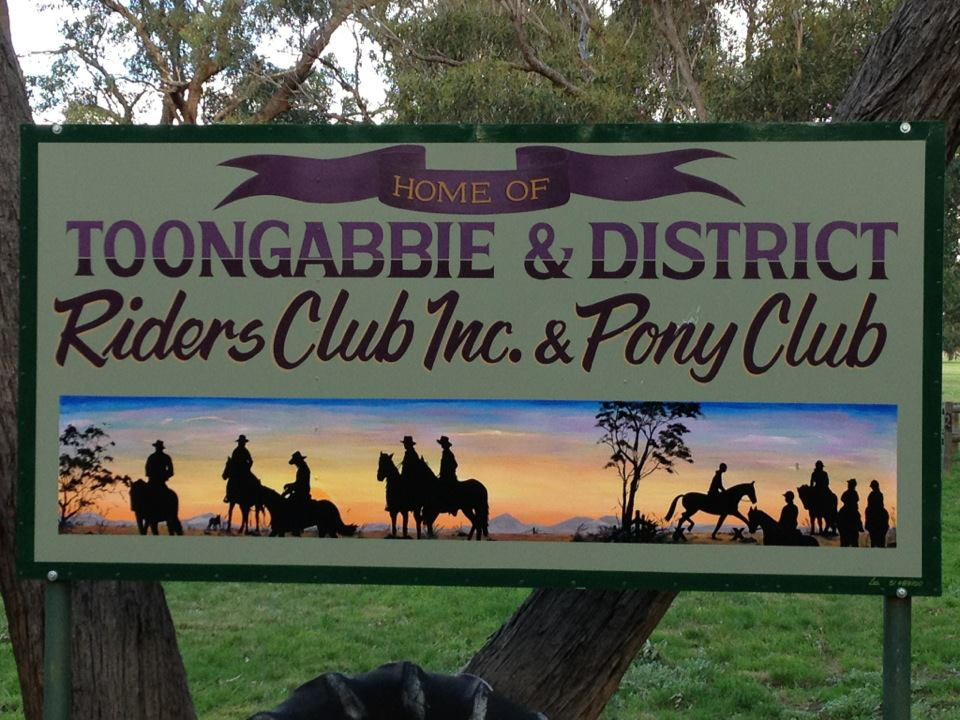 HOME OF
TOONGABBIE & DISTRICT
Riders Club Inc. & Pony Club